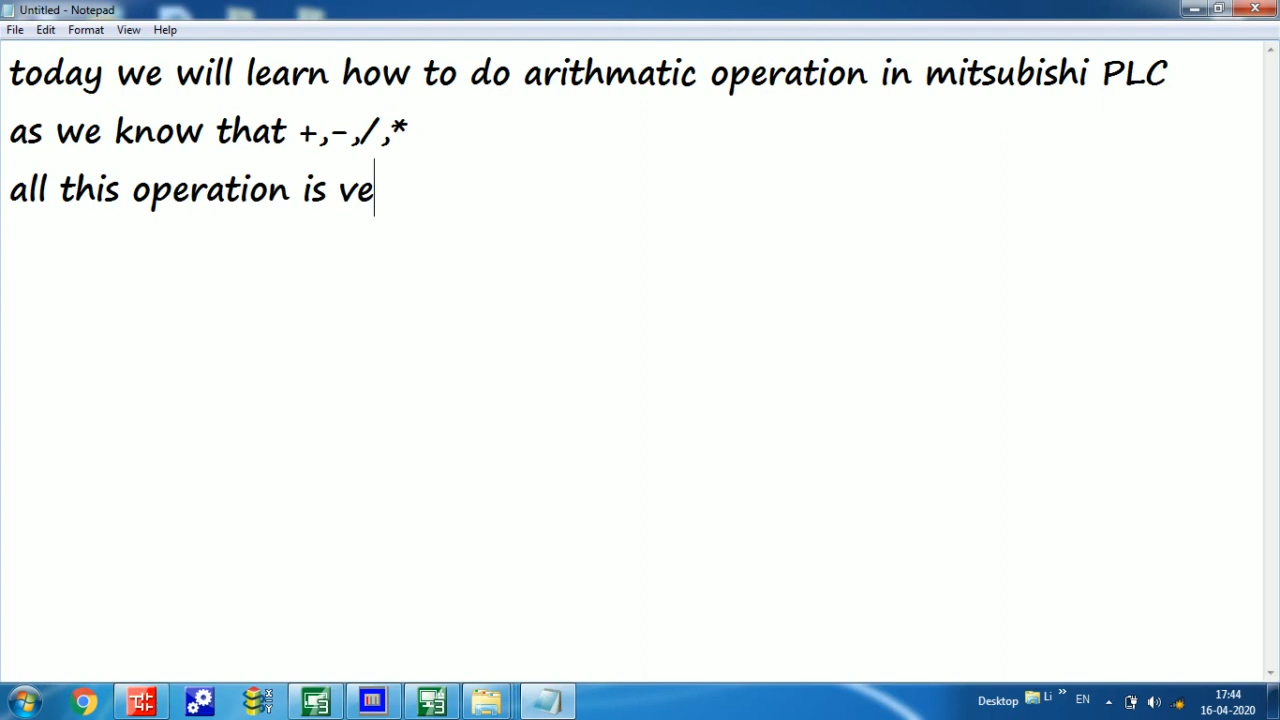 Untitled - Notepad
File Edit Format View Help
today we will learn how to do arithmatic operation in mitsubishi PLC
as we know that +,-,/,*
all this operation is ve
Desktop Li » EN 17:44
16-04-2020